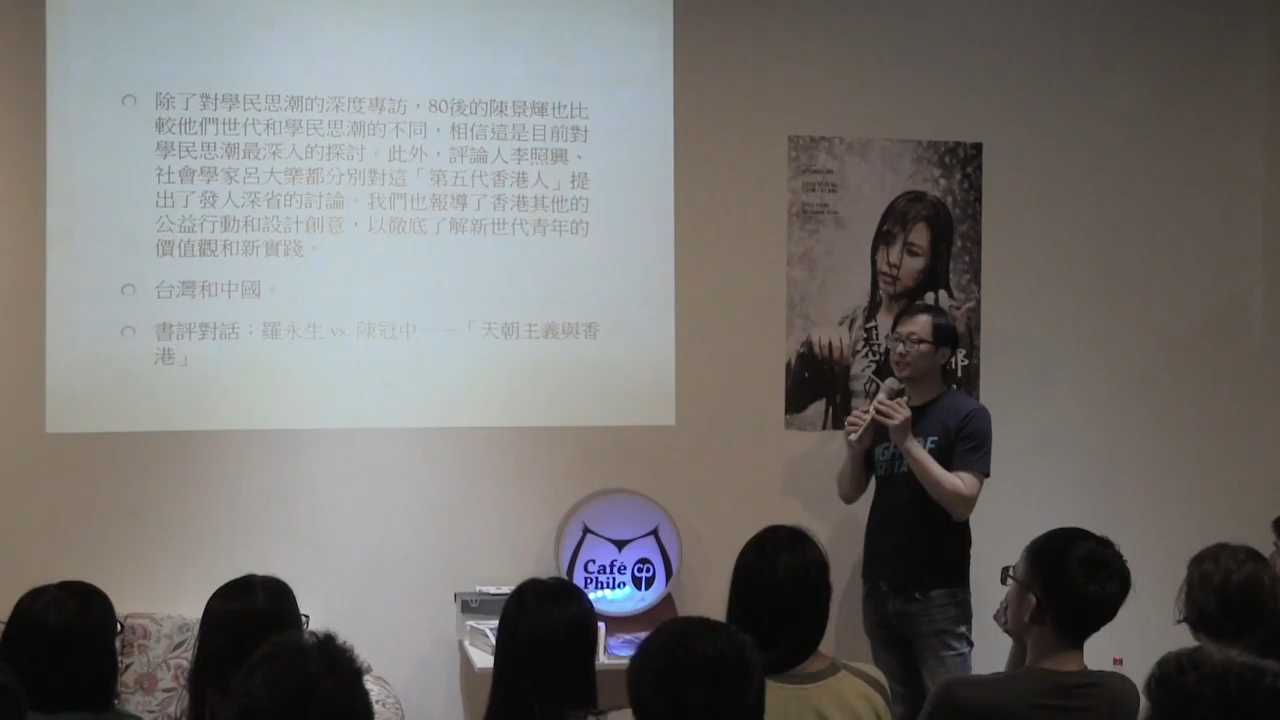 除了對學民思潮的深度專訪，80後的陳景輝也比
較他們世代和學民思潮的不同，相信這是目前對
學民思潮最深入的探討。此外，評論人李照興、
社會學家呂大樂都分別對這「第五代香港人」提
出了發人深省的討論。我們也報導了香港其他的
公益行動和設計創意，以徹底了解新世代青年的
價值觀和新實踐。
台灣和中國。
書評對話：羅永生 vs. 陳冠中——「天朝主義與香
港」
Café
Philo